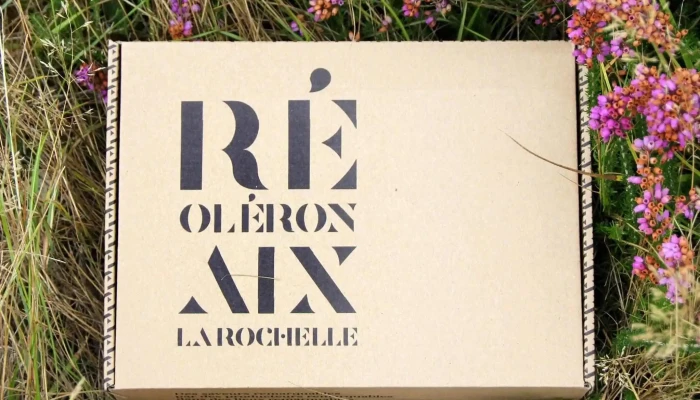 RÉ
OLÉRON
AIX
LA ROCHELLE